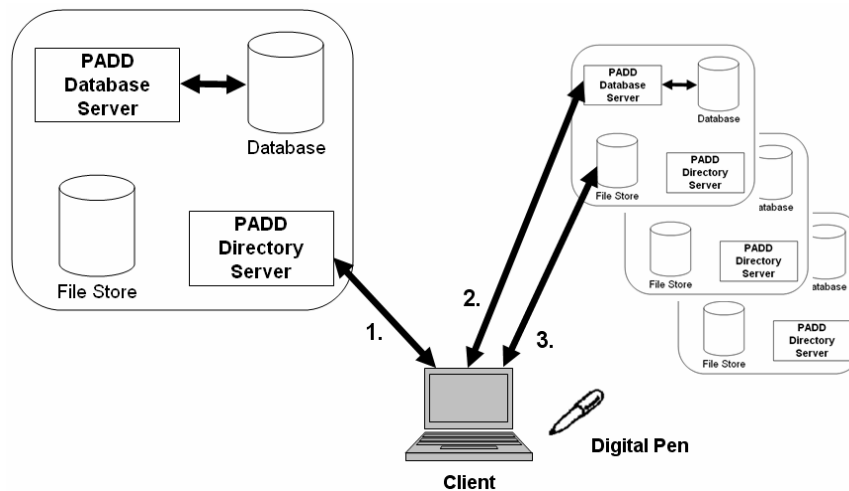 PADD
Database
Server
Database
File Store
PADD
Directory
Server
1.
2.
3.
PADD
Database
Server
Database
File Store
PADD
Directory
Server
atabase
File Store
PADD
Directory
Server
atabase
File Store
PADD
Directory
Server
Digital Pen
Client